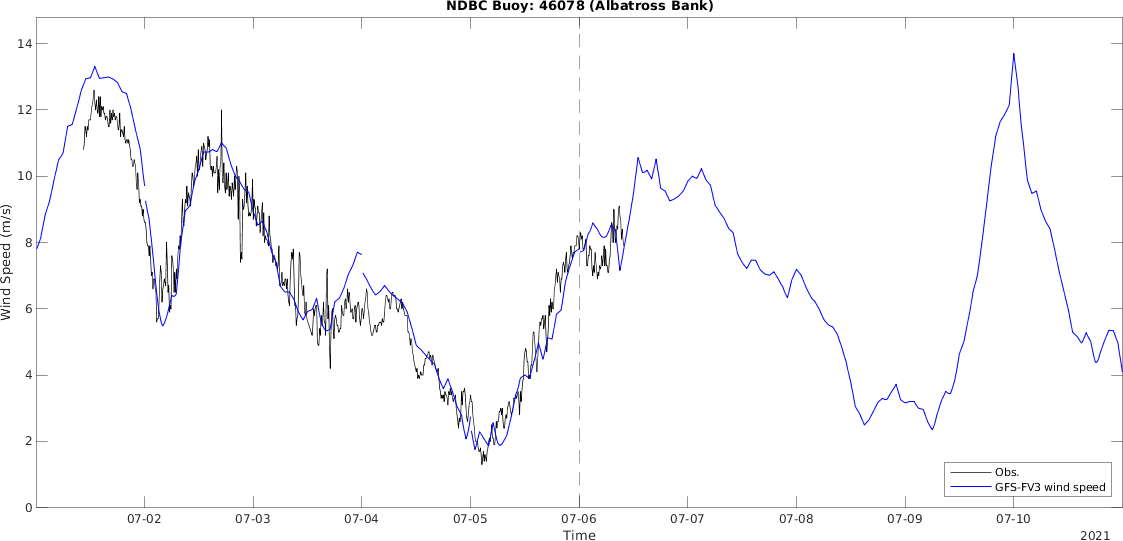 NDBC Buoy: 46078 (Albatross Bank)
14
12
10
8
6
4
2
0
Wind Speed (m/s)
07-02 07-03 07-04 07-05 07-06 07-07 07-08 07-09 07-10
Time
2021
Obs.
GFS-FV3 wind speed